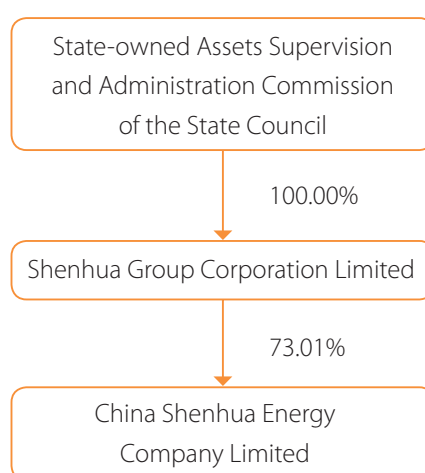 State-owned Assets Supervision
and Administration Commission
of the State Council
100.00%
Shenhua Group Corporation Limited
73.01%
China Shenhua Energy
Company Limited